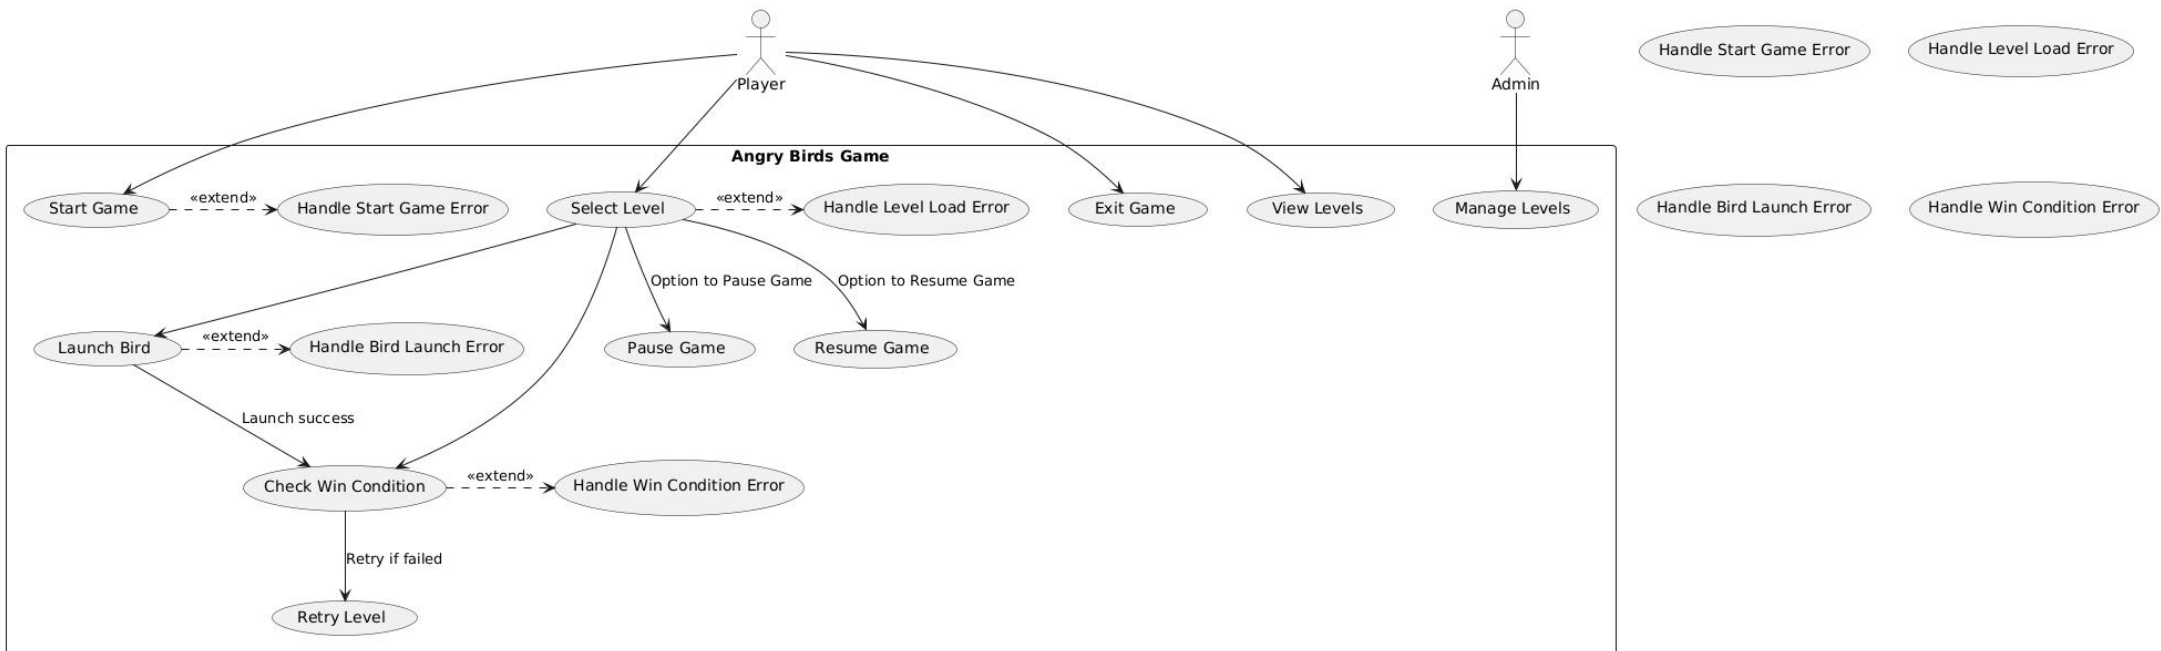 Player
Admin
Handle Start Game Error
Handle Level Load Error
Angry Birds Game
Start Game
«extend»
Handle Start Game Error
Select Level
«extend»
Handle Level Load Error
Exit Game
View Levels
Manage Levels
Handle Bird Launch Error
Handle Win Condition Error
Option to Pause Game
Option to Resume Game
Launch Bird
«extend»
Handle Bird Launch Error
Pause Game
Resume Game
Launch success
Check Win Condition
«extend»
Handle Win Condition Error
Retry if failed
Retry Level